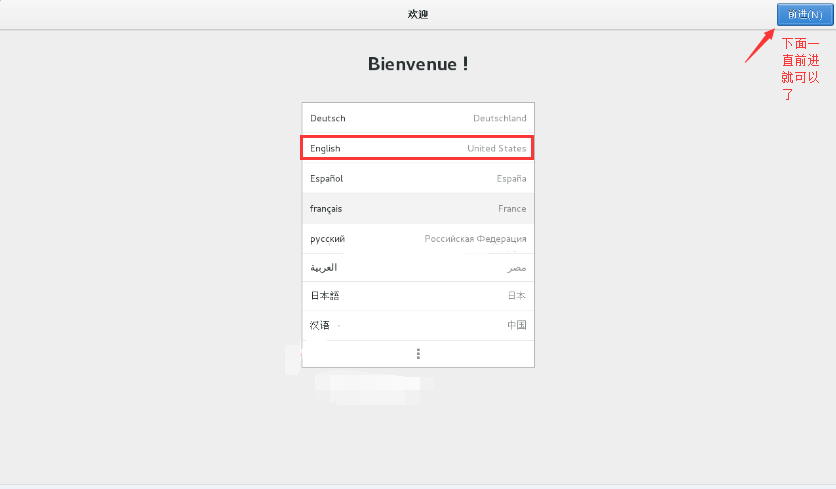 欢迎
前进(N)
下面一
直前进
就可以
了
Bienvenue !
Deutsch Deutschland
English United States
Español España
français France
русский Российская Федерация
العربية مصر
日本語 日本
汉语 中国